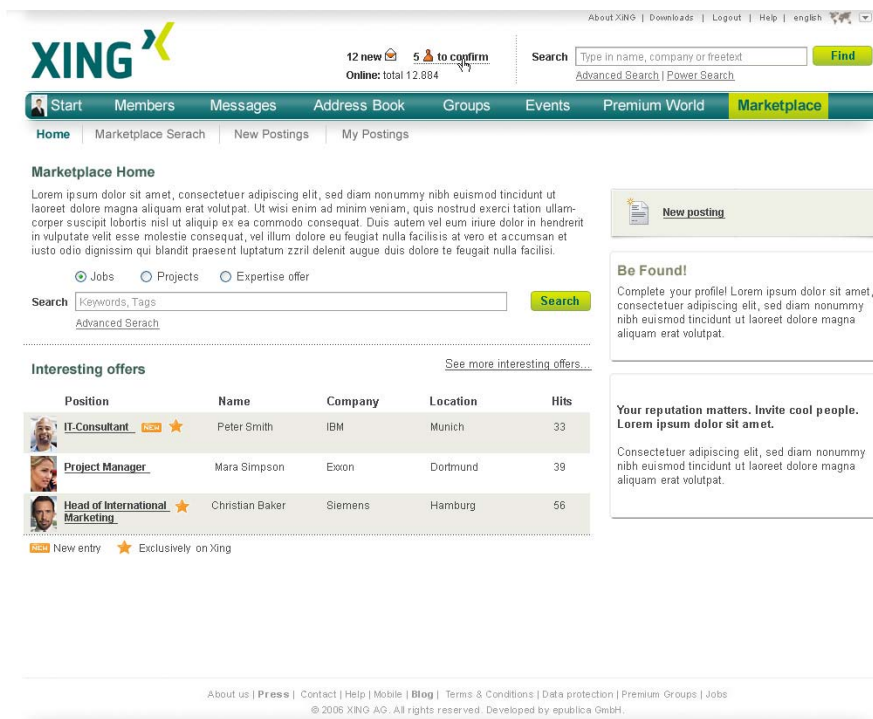 About XING | Downloads | Logout | Help | english
XING
12 new 5 to confirm
Online: total 12.884
Search Type in name, company or freetext Find
Advanced Search | Power Search
Start Members Messages Address Book Groups Events Premium World Marketplace
Home Marketplace Serach New Postings My Postings
Marketplace Home
Lorem ipsum dolor sit amet, consectetuer adipiscing elit, sed diam nonummy nibh euismod tincidunt ut
laoreet dolore magna aliquam erat volutpat. Ut wisi enim ad minim veniam, quis nostrud exerci tation ullam-
corper suscipit lobortis nisl ut aliquip ex ea commodo consequat. Duis autem vel eum iriure dolor in hendrerit
in vulputate velit esse molestie consequat, vel illum dolore eu feugiat nulla facilisis at vero et accumsan et
iusto odio dignissim qui blandit praesent luptatum zzril delenit augue duis dolore te feugait nulla facilisi.
Jobs Projects Expertise offer
Search Keywords, Tags Search
Advanced Serach
Interesting offers See more interesting offers...
Position Name Company Location Hits
IT-Consultant NEW Peter Smith IBM Munich 33
Project Manager Mara Simpson Exxon Dortmund 39
Head of International Christian Baker Siemens Hamburg 56
Marketing
NEW New entry Exclusively on Xing
New posting
Be Found!
Complete your profile! Lorem ipsum dolor sit amet,
consectetuer adipiscing elit, sed diam nonummy
nibh euismod tincidunt ut laoreet dolore magna
aliquam erat volutpat.
Your reputation matters. Invite cool people.
Lorem ipsum dolor sit amet.
Consectetuer adipiscing elit, sed diam nonummy
nibh euismod tincidunt ut laoreet dolore magna
aliquam erat volutpat.
About us | Press | Contact | Help | Mobile | Blog | Terms & Conditions | Data protection | Premium Groups | Jobs
© 2006 XING AG. All rights reserved. Developed by epublica GmbH.